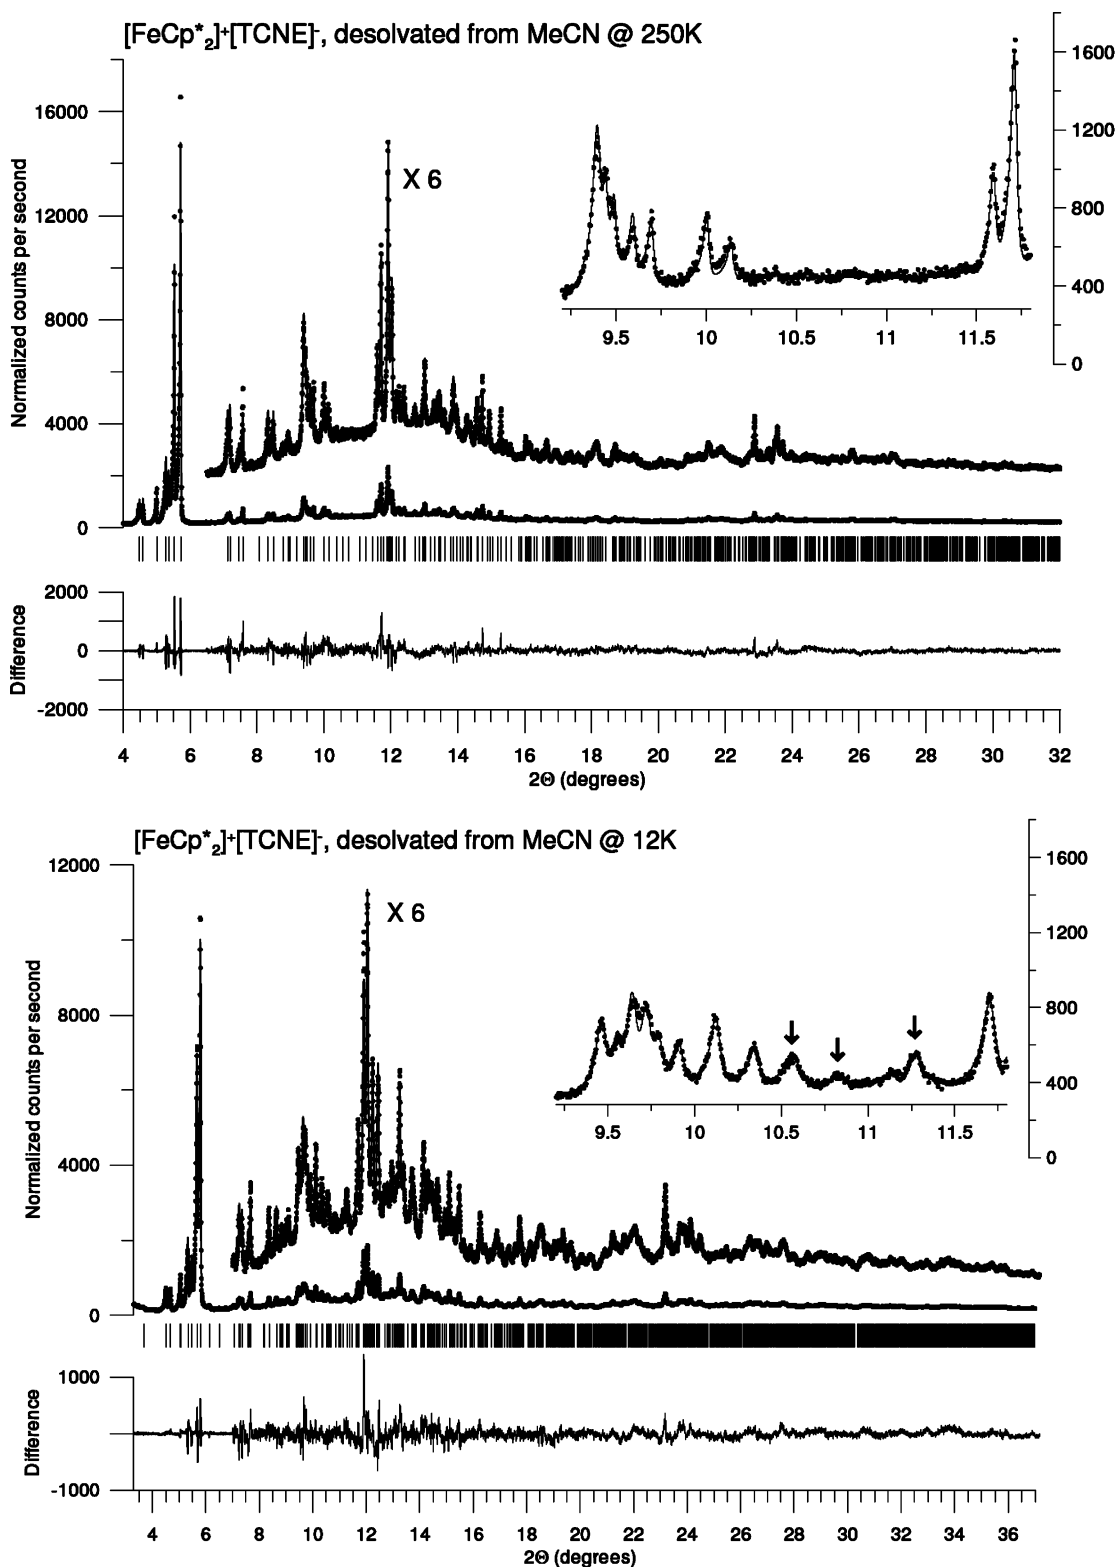 [FeCp*2]+[TCNE]-, desolvated from MeCN @ 250K
Normalized counts per second
16000
12000
8000
4000
0
X 6
1600
1200
800
400
0
9.5 10 10.5 11 11.5
Difference
2000
0
-2000
4 6 8 10 12 14 16 18 20 22 24 26 28 30 32
2Θ (degrees)
[FeCp*2]+[TCNE]-, desolvated from MeCN @ 12K
Normalized counts per second
12000
8000
4000
0
X 6
1600
1200
800
400
0
9.5 10 10.5 11 11.5
Difference
1000
-1000
4 6 8 10 12 14 16 18 20 22 24 26 28 30 32 34 36
2Θ (degrees)